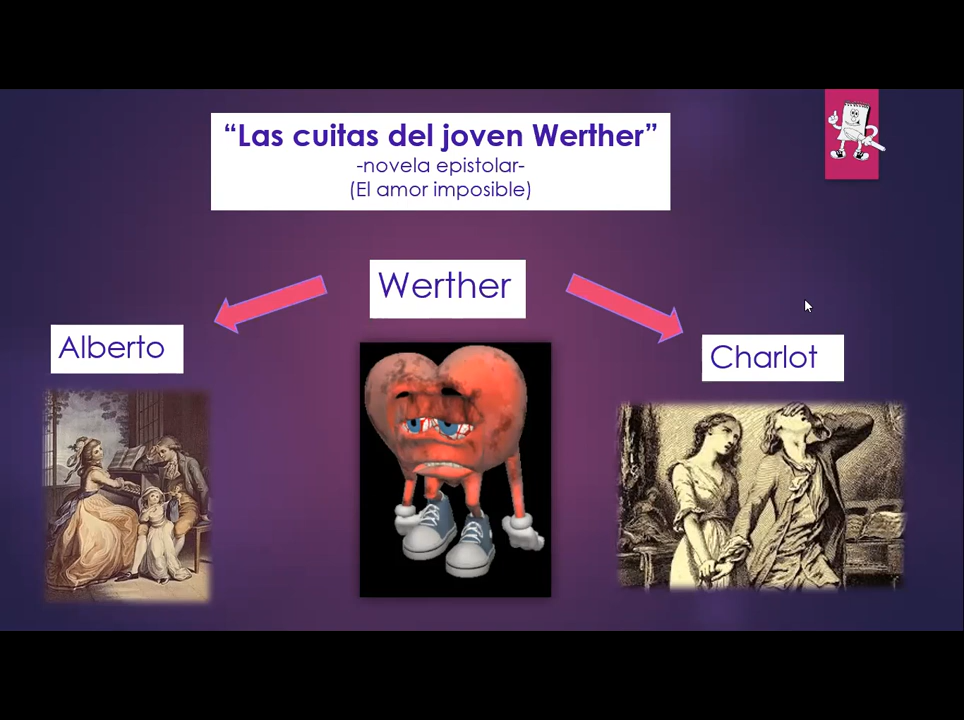 “Las cuitas del joven Werther”
-novela epistolar-
(El amor imposible)
Werther
Alberto
Charlot